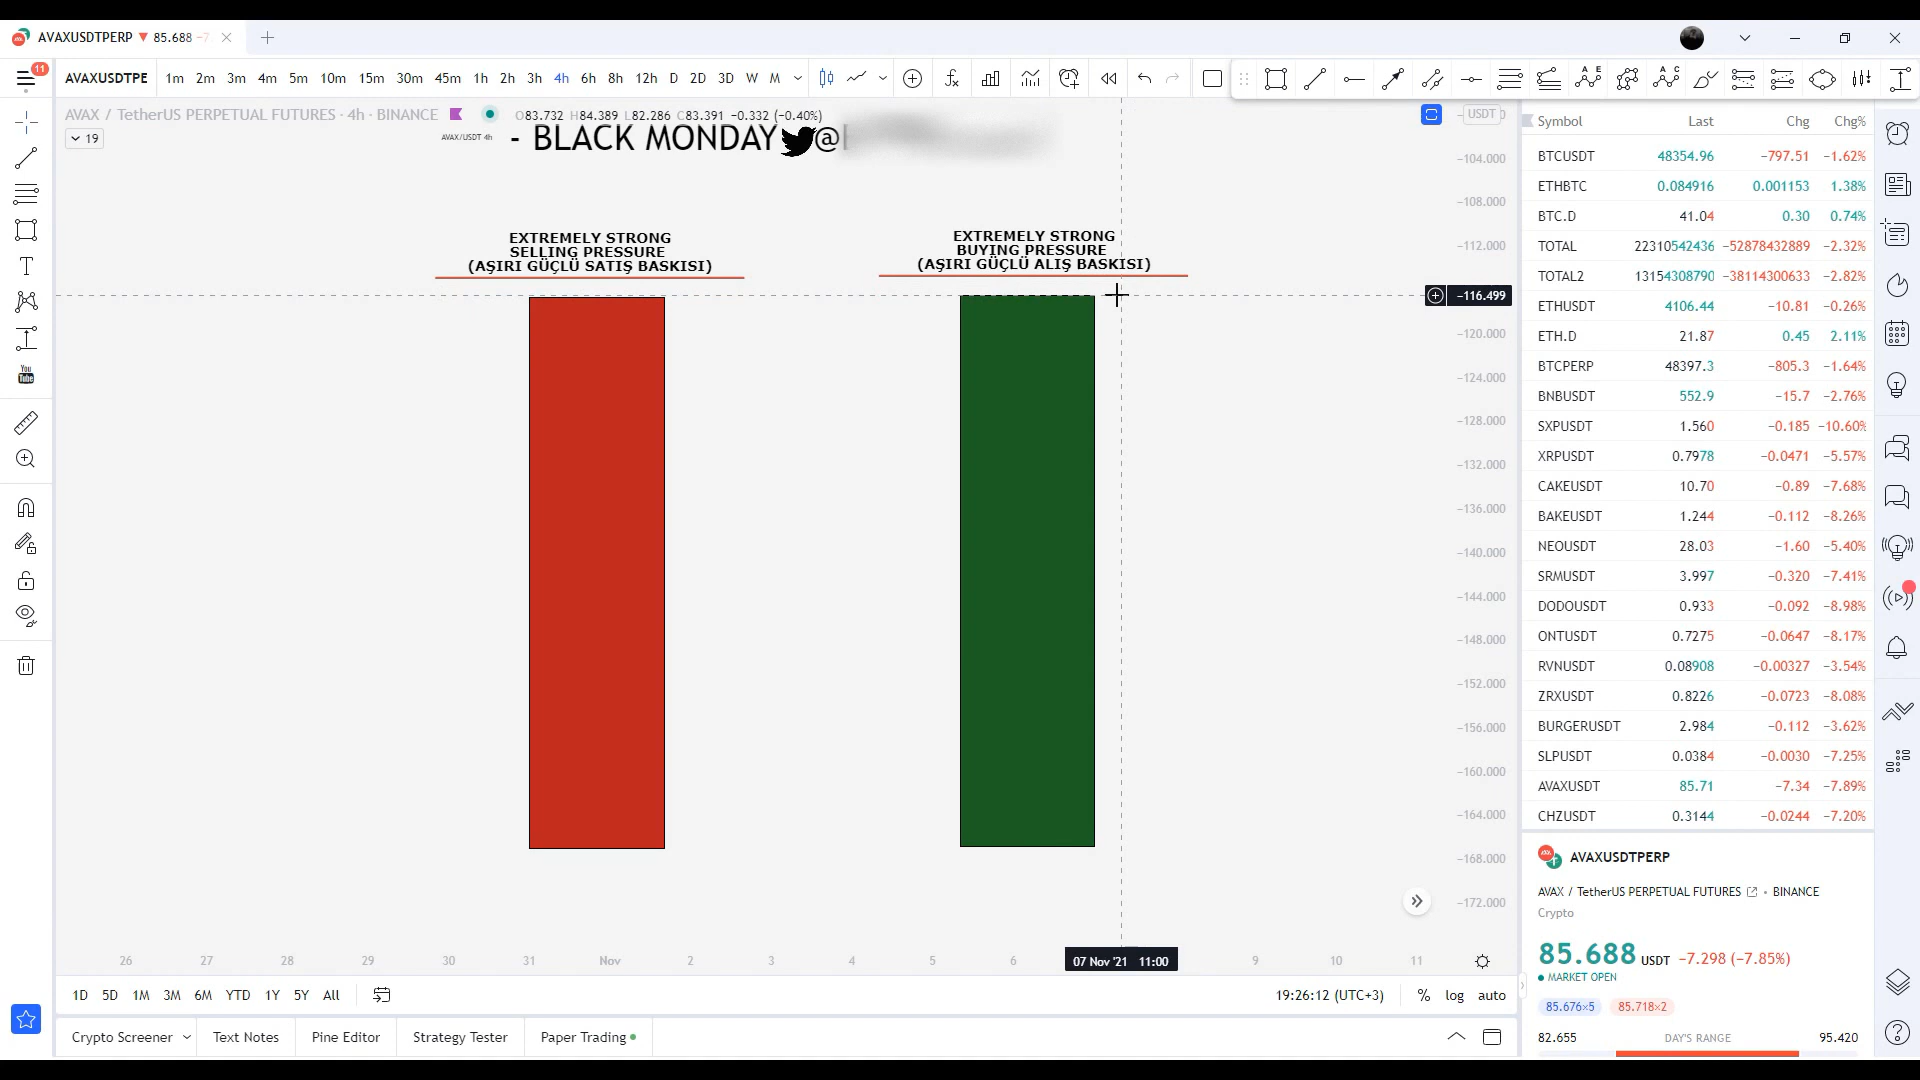 AVAXUSDTPERP ▼ 85.688 −7
11
AVAXUSDTPE 1m 2m 3m 4m 5m 10m 15m 30m 45m 1h 2h 3h 4h 6h 8h 12h D 2D 3D W M
AVAX / TetherUS PERPETUAL FUTURES · 4h · BINANCE O83.732 H84.389 L82.286 C83.391 −0.332 (−0.40%)
19
AVAX/USDT 4h - BLACK MONDAY @
EXTREMELY STRONG
SELLING PRESSURE
(AŞIRI GÜÇLÜ SATIŞ BASKISI)
EXTREMELY STRONG
BUYING PRESSURE
(AŞIRI GÜÇLÜ ALIŞ BASKISI)
USDT
−104.000
−108.000
−112.000
−116.499
−120.000
−124.000
−128.000
−132.000
−136.000
−140.000
−144.000
−148.000
−152.000
−156.000
−160.000
−164.000
−168.000
−172.000
26 27 28 29 30 31 Nov 2 3 4 5 6 07 Nov '21 11:00 9 10 11
1D 5D 1M 3M 6M YTD 1Y 5Y All
19:26:12 (UTC+3) % log auto
Crypto Screener Text Notes Pine Editor Strategy Tester Paper Trading
You
Tube
Symbol Last Chg Chg%
BTCUSDT 48354.96 −797.51 −1.62%
ETHBTC 0.084916 0.001153 1.38%
BTC.D 41.04 0.30 0.74%
TOTAL 22310542436 −52878432889 −2.32%
TOTAL2 13154308790 −38114300633 −2.82%
ETHUSDT 4106.44 −10.81 −0.26%
ETH.D 21.87 0.45 2.11%
BTCPERP 48397.3 −805.3 −1.64%
BNBUSDT 552.9 −15.7 −2.76%
SXPUSDT 1.560 −0.185 −10.60%
XRPUSDT 0.7978 −0.0471 −5.57%
CAKEUSDT 10.70 −0.89 −7.68%
BAKEUSDT 1.244 −0.112 −8.26%
NEOUSDT 28.03 −1.60 −5.40%
SRMUSDT 3.997 −0.320 −7.41%
DODOUSDT 0.933 −0.092 −8.98%
ONTUSDT 0.7275 −0.0647 −8.17%
RVNUSDT 0.08908 −0.00327 −3.54%
ZRXUSDT 0.8226 −0.0723 −8.08%
BURGERUSDT 2.984 −0.112 −3.62%
SLPUSDT 0.0384 −0.0030 −7.25%
AVAXUSDT 85.71 −7.34 −7.89%
CHZUSDT 0.3144 −0.0244 −7.20%
AVAXUSDTPERP
AVAX / TetherUS PERPETUAL FUTURES • BINANCE
Crypto
85.688 USDT −7.298 (−7.85%)
MARKET OPEN
85.676×5 85.718×2
82.655 DAY'S RANGE 95.420